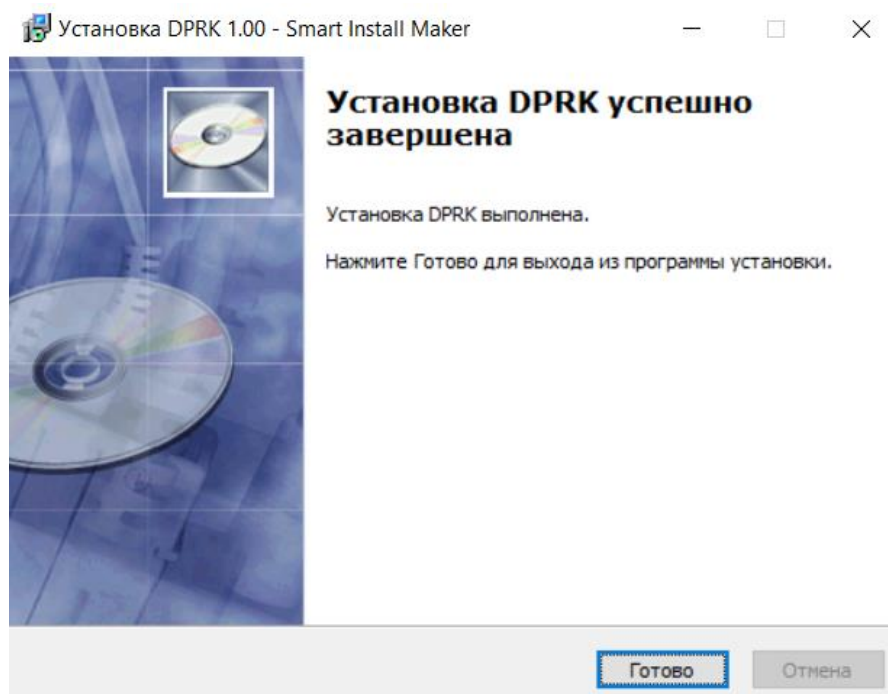 Установка DPRK 1.00 - Smart Install Maker
Установка DPRK успешно
завершена
Установка DPRK выполнена.
Нажмите Готово для выхода из программы установки.
Готово
Отмена